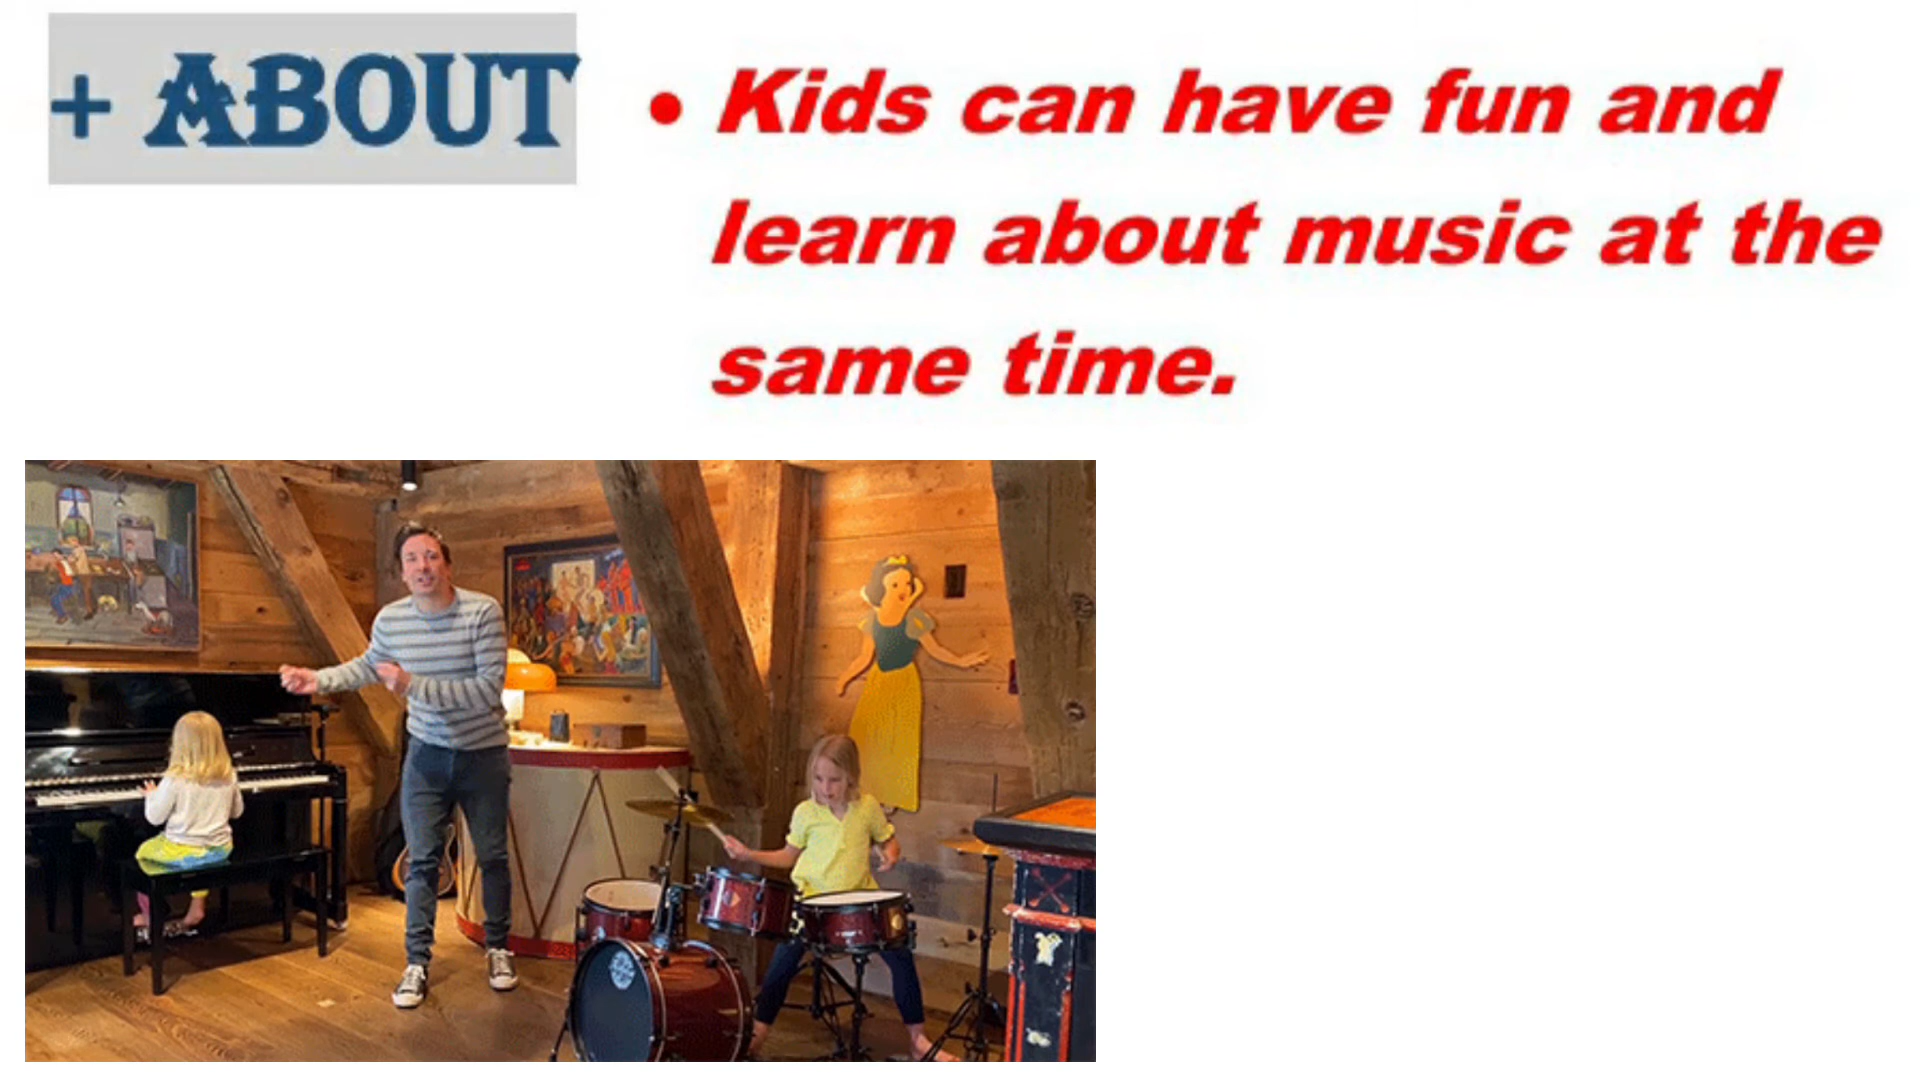 + ABOUT
• Kids can have fun and
learn about music at the
same time.